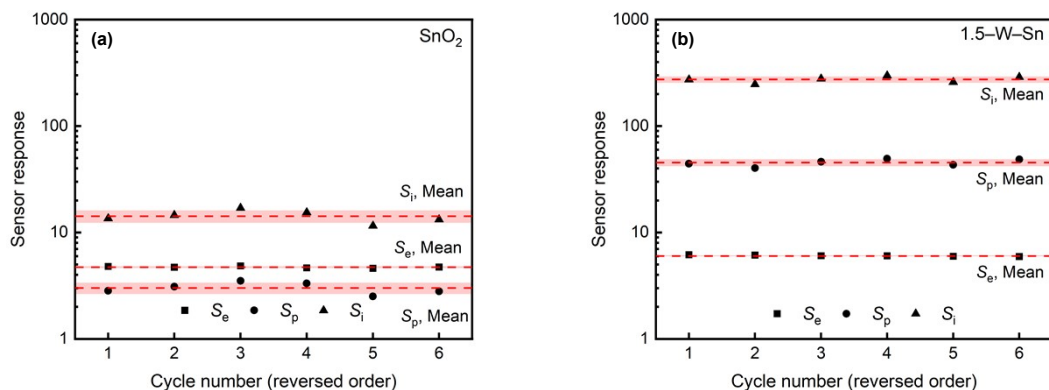 (a)
SnO2
1000
100
10
1
Sensor response
Si, Mean
Se, Mean
Sp, Mean
Se Sp Si
1 2 3 4 5 6
Cycle number (reversed order)
(b)
1.5–W–Sn
1000
100
10
1
Sensor response
Si, Mean
Sp, Mean
Se, Mean
Se Sp Si
1 2 3 4 5 6
Cycle number (reversed order)